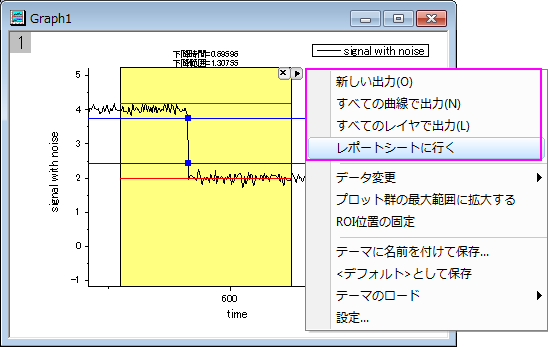 Graph1
1
下降時間=0.89596
下降範囲=1.30755
signal with noise
5
4
3
2
1
0
-1
signal with noise
600
time
新しい出力(O)
すべての曲線で出力(N)
すべてのレイヤで出力(L)
レポートシートに行く
データ変更
プロット群の最大範囲に拡大する
ROI位置の固定
テーマに名前を付けて保存...
<デフォルト>として保存
テーマのロード
設定...